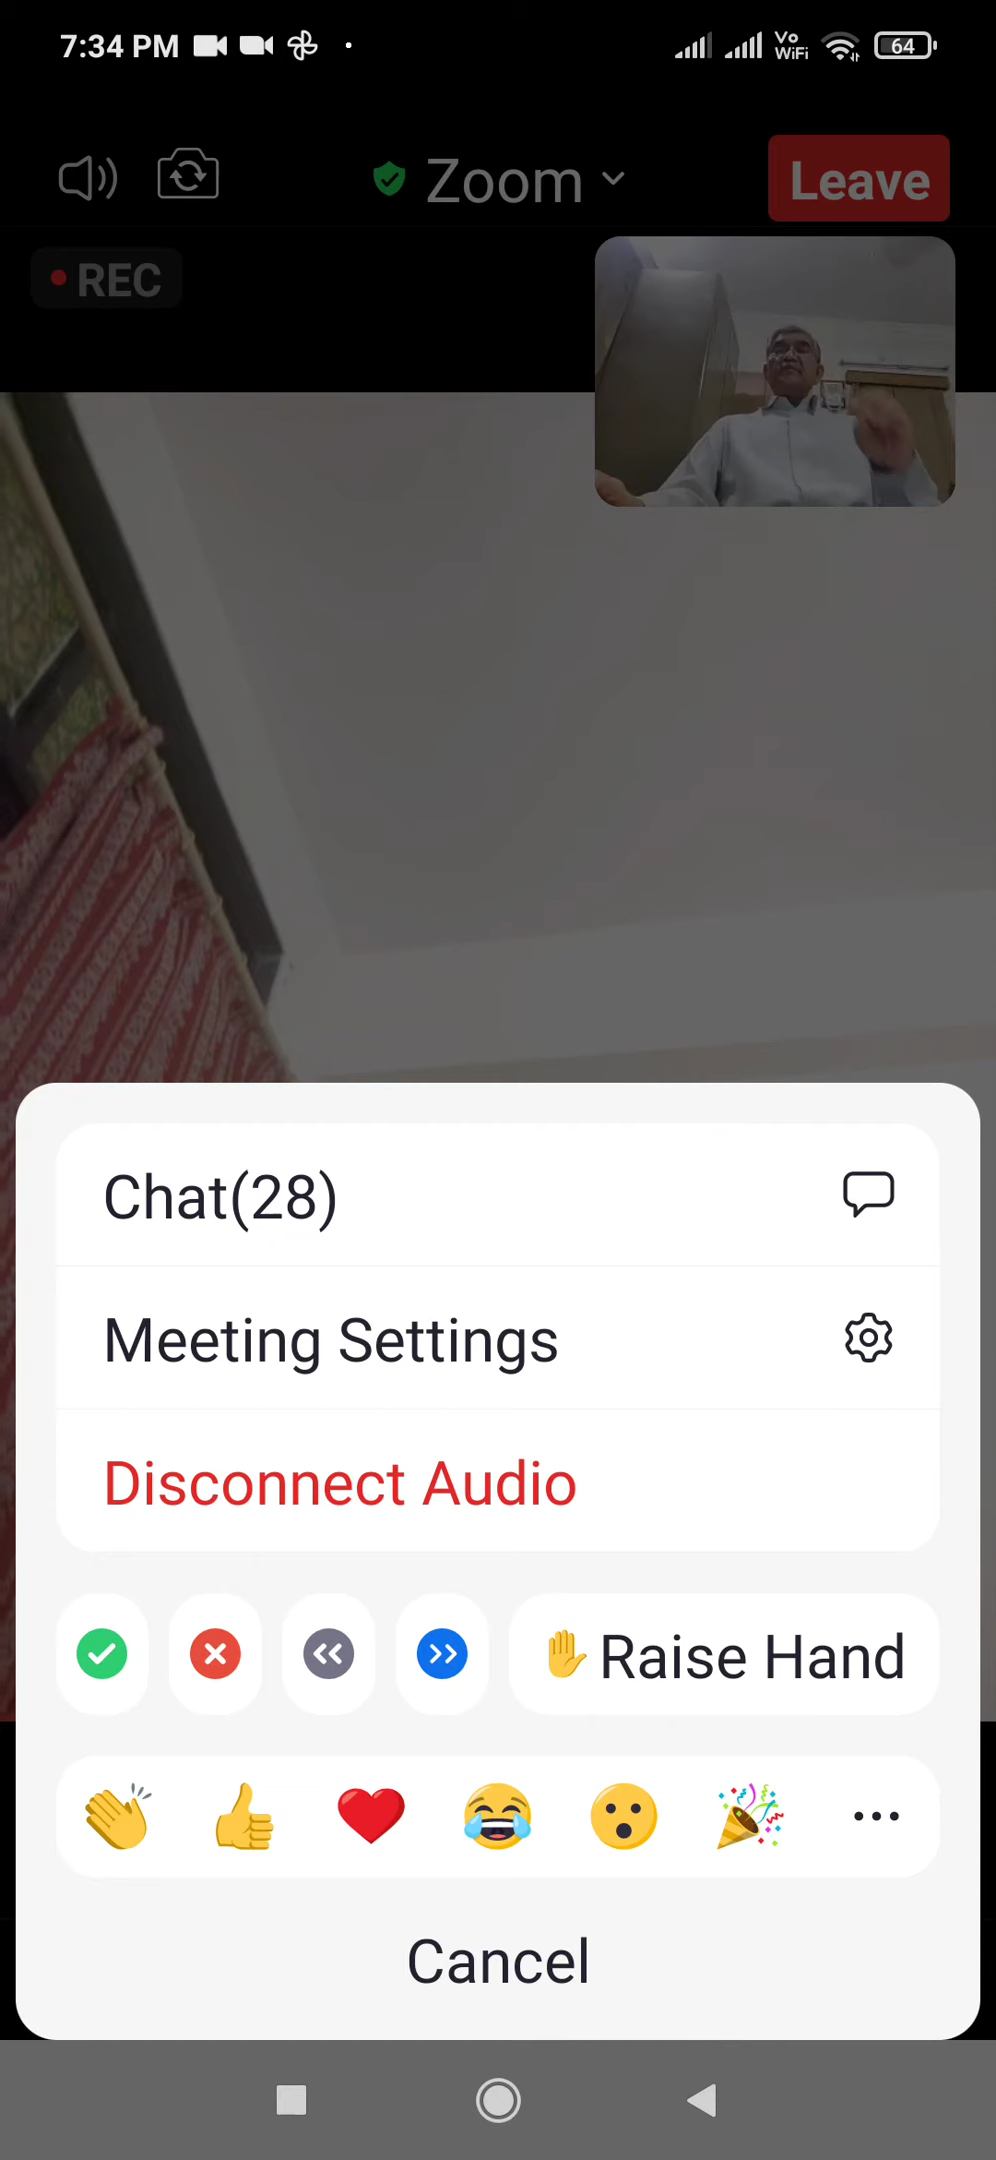 7:34 PM
Vo
WiFi
64
Zoom
Leave
REC
Chat(28)
Meeting Settings
Disconnect Audio
Raise Hand
Cancel